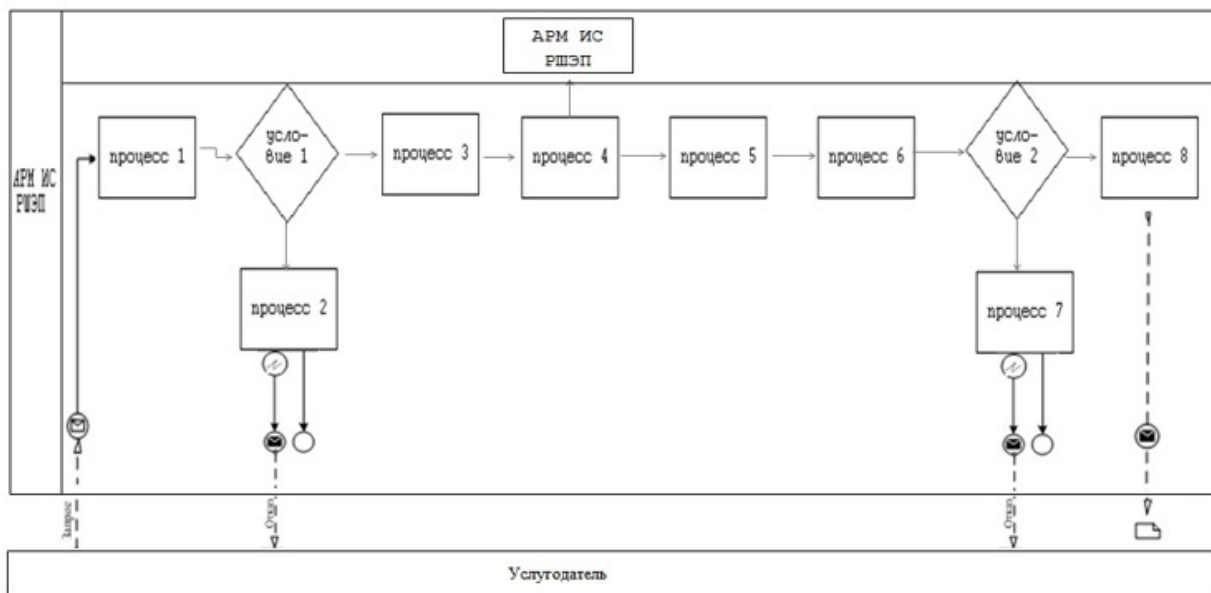 АРМ ИС
РШЭП
АРМ ИС
РШЭП
процесс 1
усло-
вие 1
процесс 3
процесс 4
процесс 5
процесс 6
усло-
вие 2
процесс 8
процесс 2
процесс 7
Запрос
Отказ
Отказ
Услугодатель